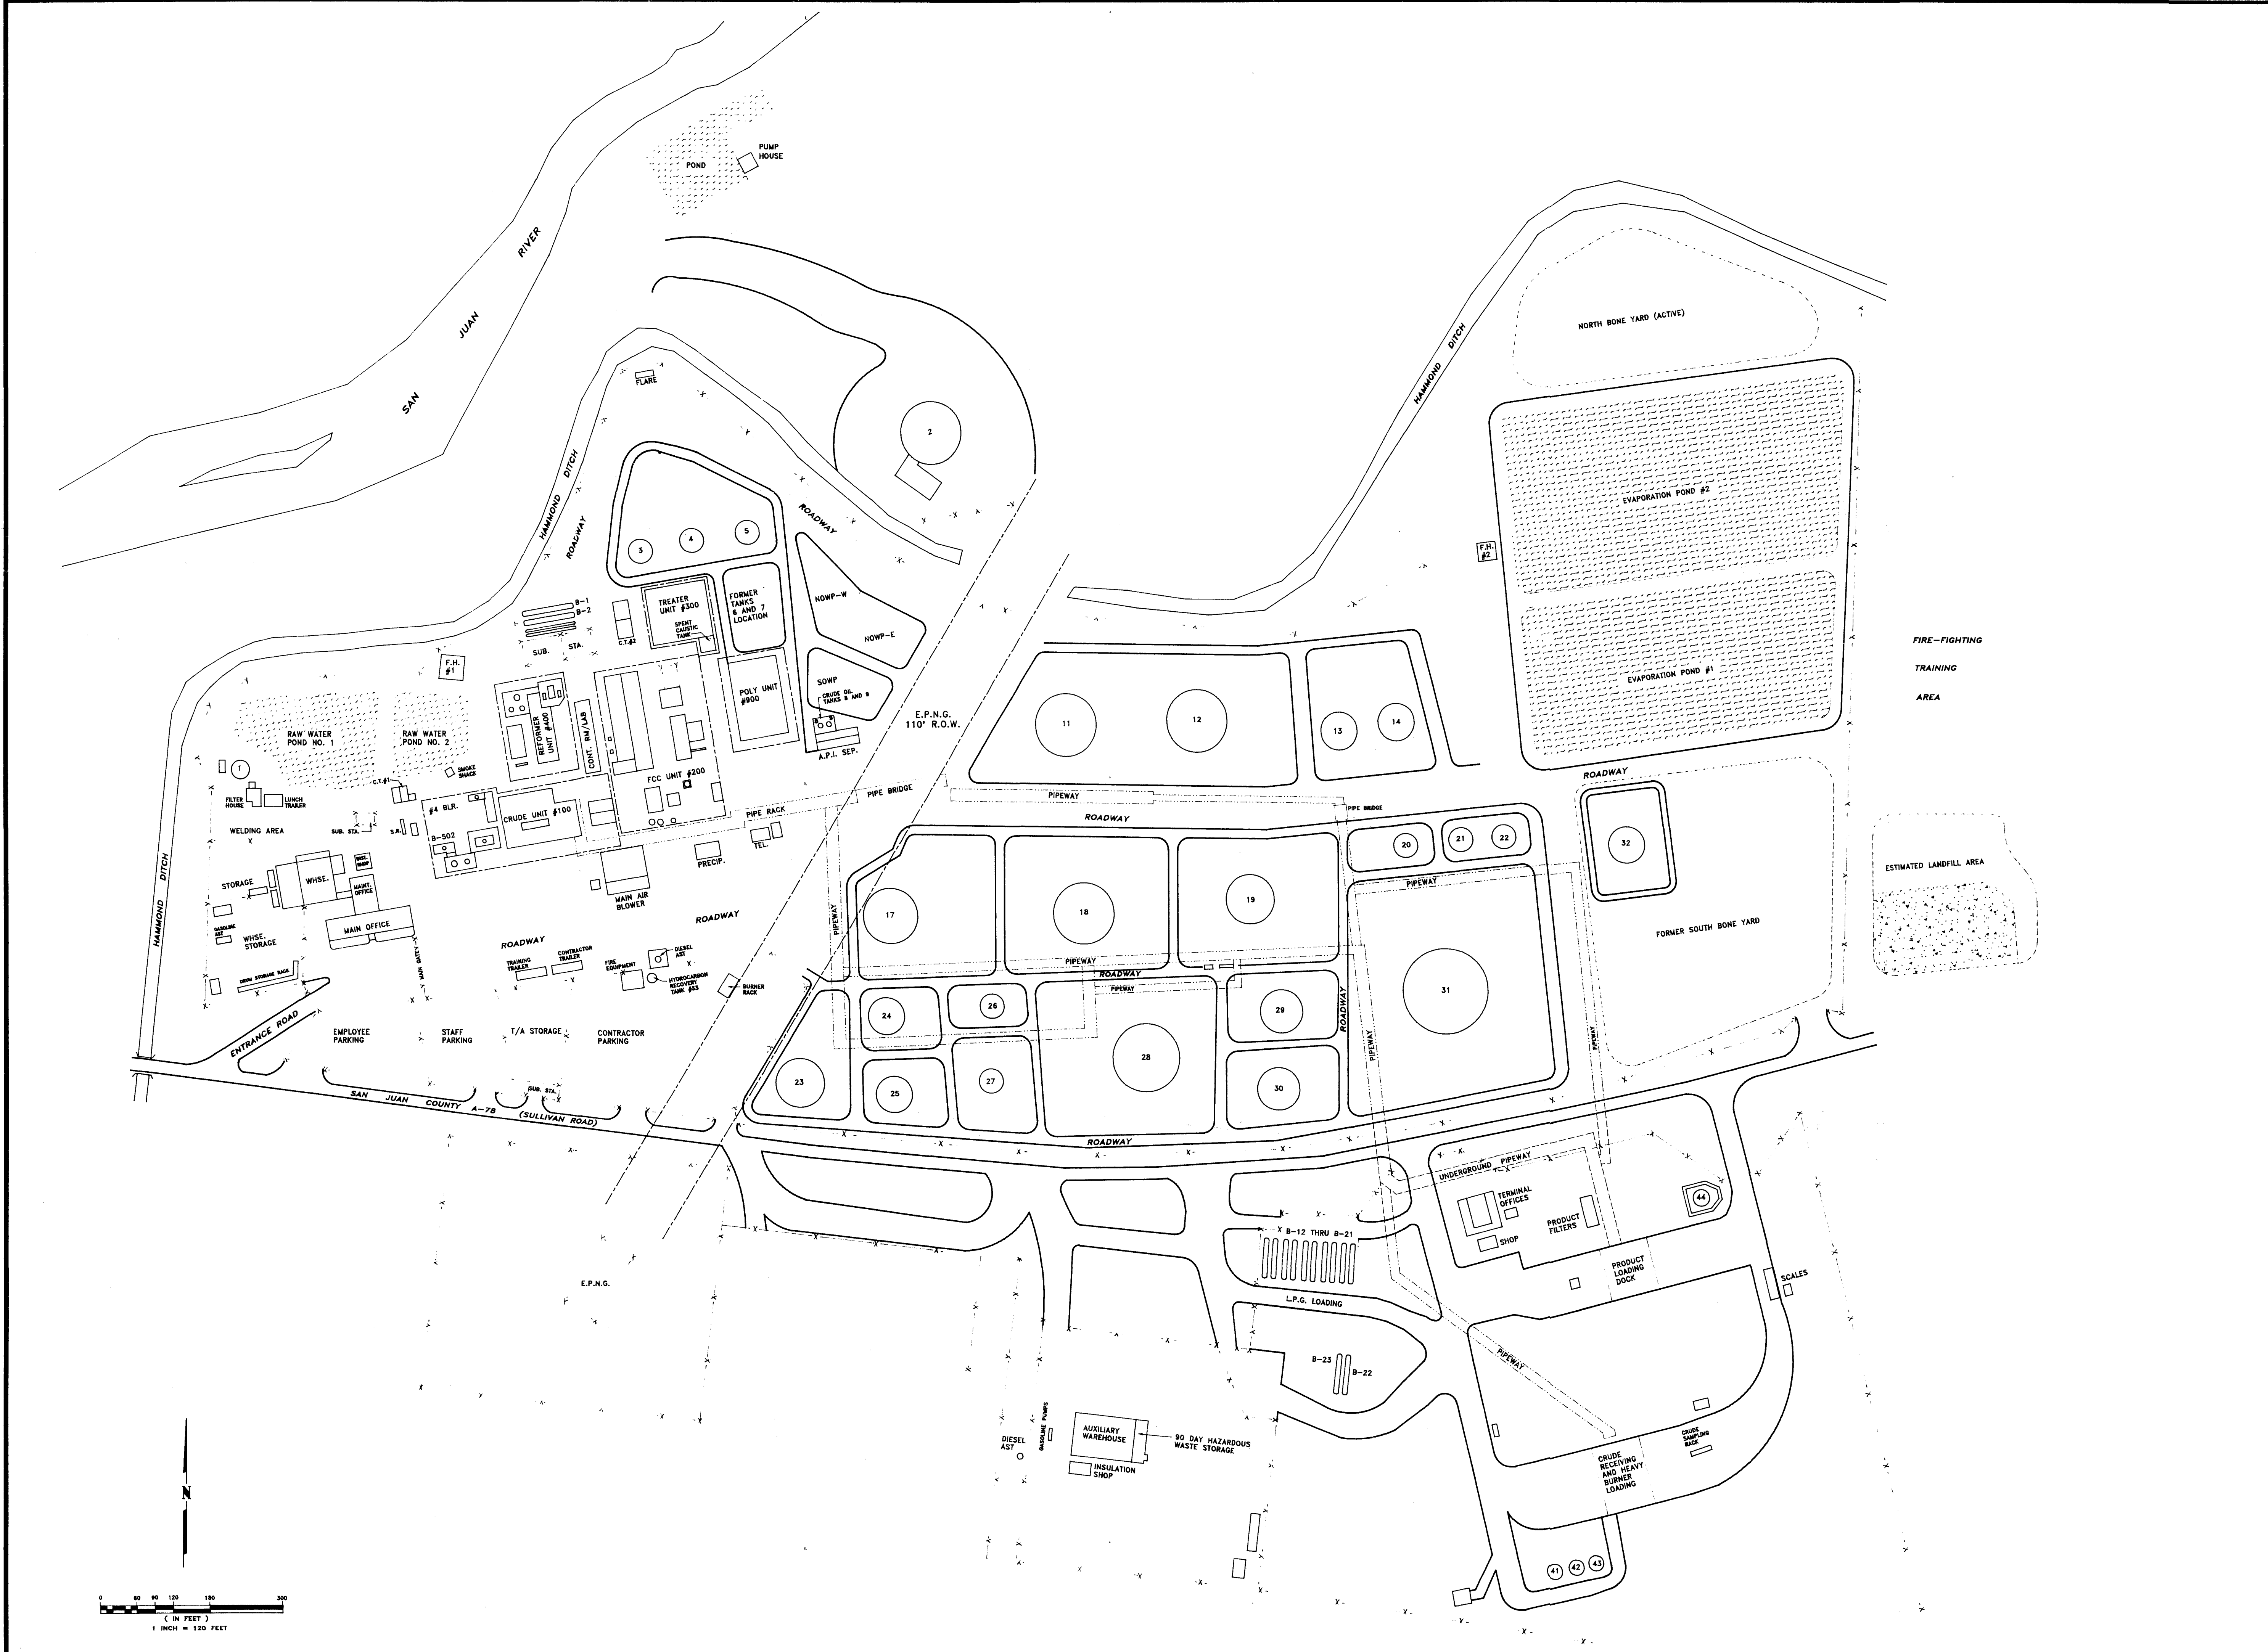 PUMP
HOUSE
POND
SAN JUAN RIVER
HAMMOND DITCH
NORTH BONE YARD (ACTIVE)
FLARE
2
HAMMOND DITCH
ROADWAY
ROADWAY
3
4
5
EVAPORATION POND #2
F.H.
#2
B-1
B-2
SUB. STA.
C.T.#2
TREATER
UNIT #300
SPENT
CAUSTIC
TANK
FORMER
TANKS
6 AND 7
LOCATION
NOWP-W
NOWP-E
FIRE-FIGHTING
TRAINING
AREA
EVAPORATION POND #1
F.H.
#1
POLY UNIT
#900
SOWP
CRUDE OIL
TANKS 8 AND 9
A.P.I. SEP.
E.P.N.G.
110' R.O.W.
11
12
13
14
RAW WATER
POND NO. 1
RAW WATER
POND NO. 2
REFORMER
UNIT #400
CONT. RM/LAB
FCC UNIT #200
1
C.T.#1
SMOKE
SHACK
FILTER
HOUSE
LUNCH
TRAILER
#4 BLR.
CRUDE UNIT #100
PIPE RACK
PIPE BRIDGE
PIPEWAY
PIPE BRIDGE
ROADWAY
ROADWAY
WELDING AREA
SUB. STA.
S.R.
B-502
TEL.
PRECIP.
MAIN AIR
BLOWER
20
21
22
32
ESTIMATED LANDFILL AREA
STORAGE
WHSE.
INST.
SHOP
MAINT.
OFFICE
MAIN OFFICE
GASOLINE
AST
WHSE.
STORAGE
DRUM STORAGE RACK
HAMMOND DITCH
MAIN GATE
ROADWAY
ROADWAY
PIPEWAY
17
18
19
PIPEWAY
FORMER SOUTH BONE YARD
TRAINING
TRAILER
CONTRACTOR
TRAILER
FIRE
EQUIPMENT
DIESEL
AST
HYDROCARBON
RECOVERY
TANK #33
BURNER
RACK
PIPEWAY
ROADWAY
PIPEWAY
31
24
26
29
ROADWAY
PIPEWAY
PIPEWAY
ENTRANCE ROAD
EMPLOYEE
PARKING
STAFF
PARKING
T/A STORAGE
CONTRACTOR
PARKING
28
23
25
27
30
SUB. STA.
SAN JUAN COUNTY A-78 (SULLIVAN ROAD)
ROADWAY
UNDERGROUND PIPEWAY
TERMINAL
OFFICES
PRODUCT
FILTERS
SHOP
44
B-12 THRU B-21
PRODUCT
LOADING
DOCK
SCALES
E.P.N.G.
L.P.G. LOADING
PIPEWAY
B-23
B-22
DIESEL
AST
GASOLINE PUMPS
AUXILIARY
WAREHOUSE
90 DAY HAZARDOUS
WASTE STORAGE
INSULATION
SHOP
CRUDE
SAMPLING
RACK
CRUDE
RECEIVING
AND HEAVY
BURNER
LOADING
41
42
43
N
0 60 90 120 180 300
( IN FEET )
1 INCH = 120 FEET